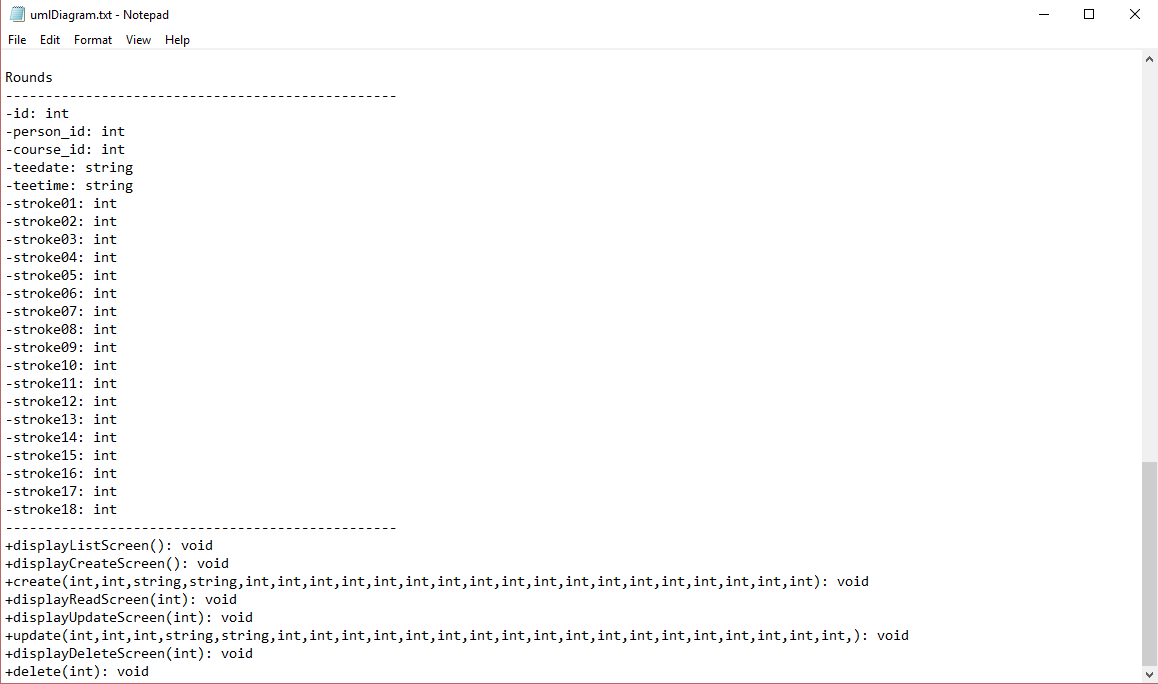 umlDiagram.txt - Notepad
File Edit Format View Help
Rounds
-------------------------------------------------
-id: int
-person_id: int
-course_id: int
-teedate: string
-teetime: string
-stroke01: int
-stroke02: int
-stroke03: int
-stroke04: int
-stroke05: int
-stroke06: int
-stroke07: int
-stroke08: int
-stroke09: int
-stroke10: int
-stroke11: int
-stroke12: int
-stroke13: int
-stroke14: int
-stroke15: int
-stroke16: int
-stroke17: int
-stroke18: int
-------------------------------------------------
+displayListScreen(): void
+displayCreateScreen(): void
+create(int,int,string,string,int,int,int,int,int,int,int,int,int,int,int,int,int,int,int,int,int,int): void
+displayReadScreen(int): void
+displayUpdateScreen(int): void
+update(int,int,int,string,string,int,int,int,int,int,int,int,int,int,int,int,int,int,int,int,int,int,int,): void
+displayDeleteScreen(int): void
+delete(int): void